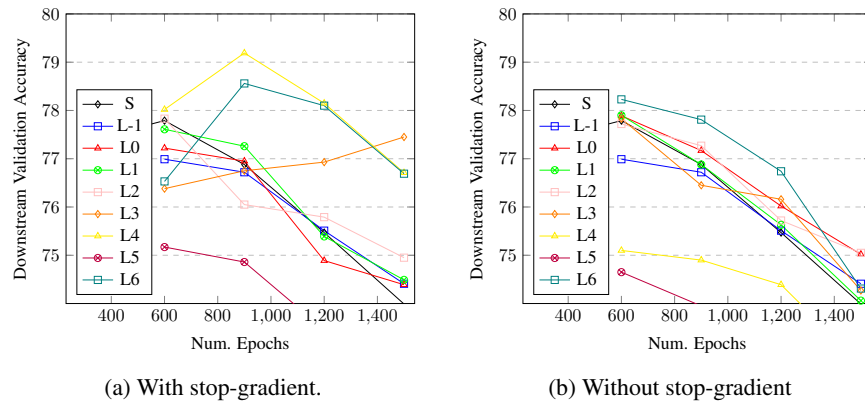 80
79
78
77
76
75
Downstream Validation Accuracy
S
L-1
L0
L1
L2
L3
L4
L5
L6
400 600 800 1,000 1,200 1,400
Num. Epochs
(a) With stop-gradient.
80
79
78
77
76
75
Downstream Validation Accuracy
S
L-1
L0
L1
L2
L3
L4
L5
L6
400 600 800 1,000 1,200 1,400
Num. Epochs
(b) Without stop-gradient